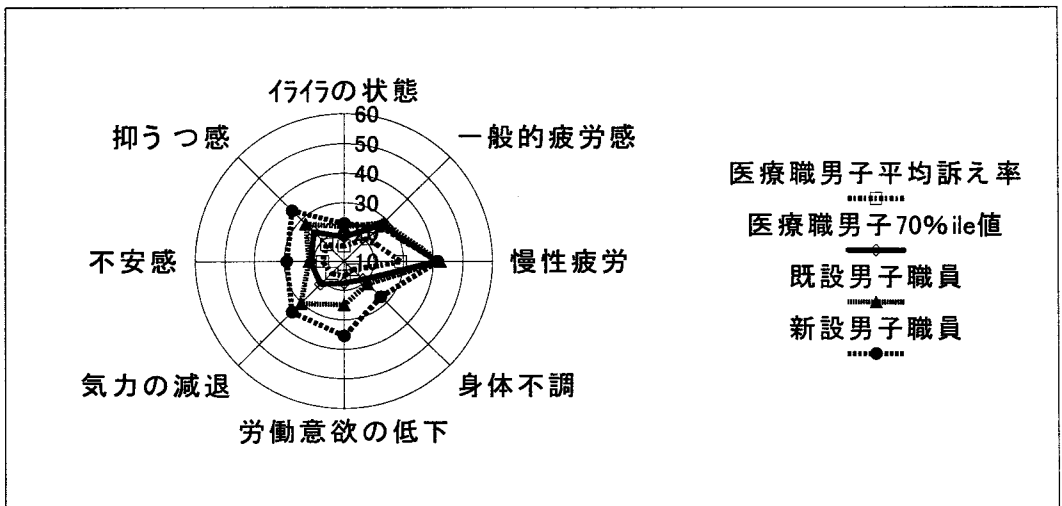 イライラの状態
60
抑うつ感
50
一般的疲労感
40
30
医療職男子平均訴え率
医療職男子70%ile値
不安感
10
慢性疲労
既設男子職員
新設男子職員
気力の減退
身体不調
労働意欲の低下